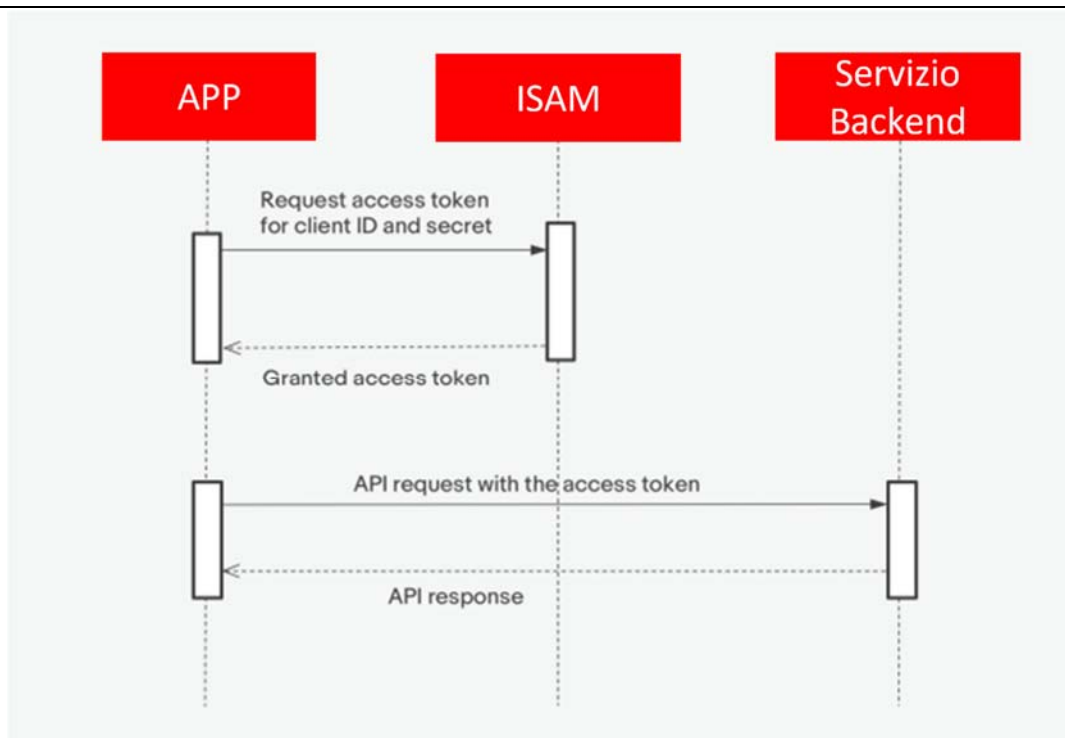 APP
ISAM
Servizio
Backend
Request access token
for client ID and secret
Granted access token
API request with the access token
API response